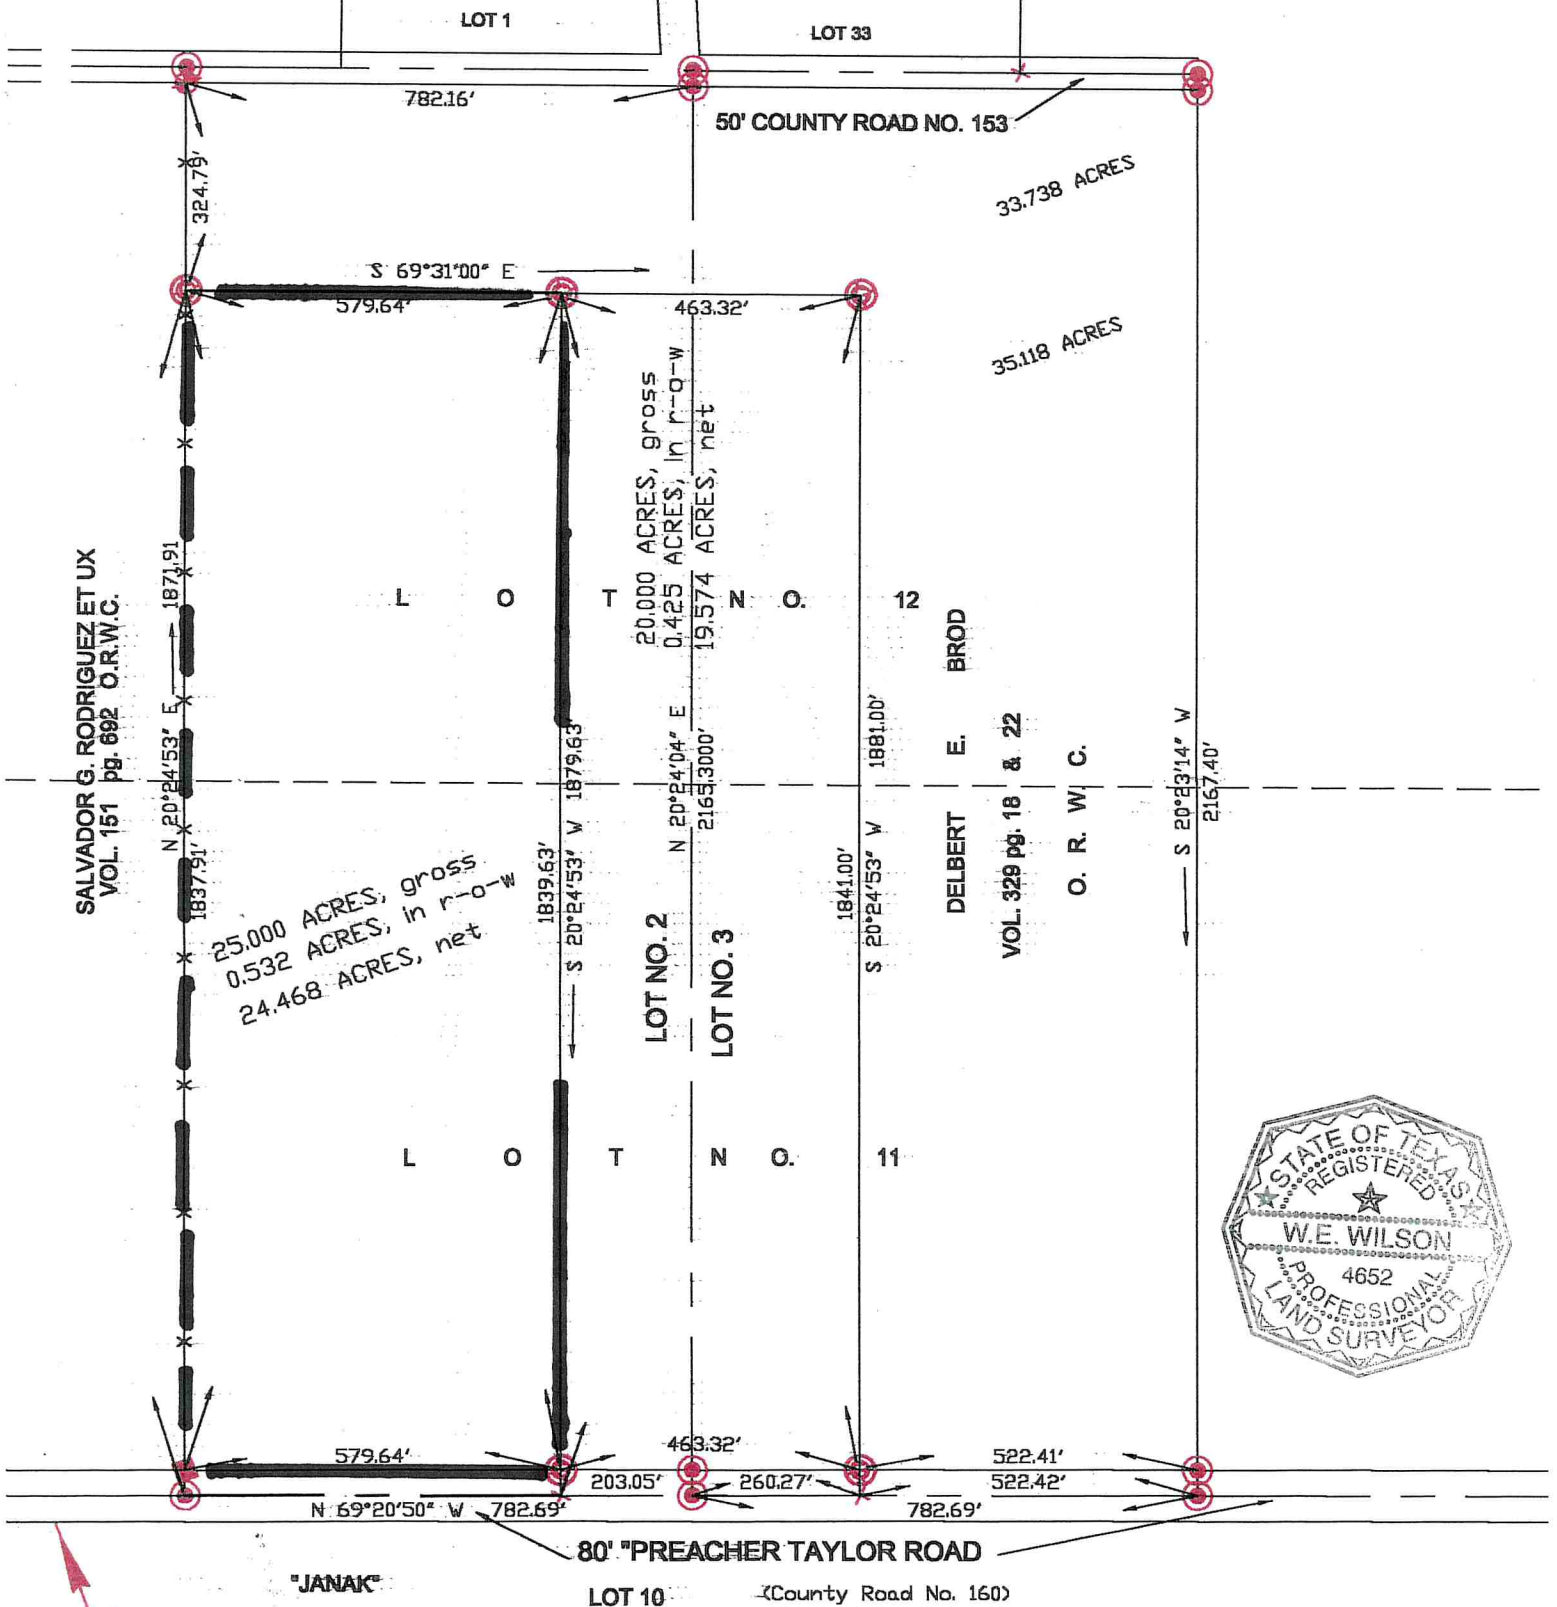 LOT 1
LOT 33
782.16'
50' COUNTY ROAD NO. 153
324.79'
33.738 ACRES
S 69°31'00" E
579.64'
463.32'
35.118 ACRES
20.000 ACRES, gross
0.425 ACRES, in r-o-w
19.574 ACRES, net
SALVADOR G. RODRIGUEZ ET UX
VOL. 151 pg. 692 O.R.W.C.
N 20°24'53" E 1871.91
1837.91'
LOT NO. 12
1839.63'
S 20°24'53" W 1879.63'
N 20°24'04" E
2165.3000'
1841.00'
S 20°24'53" W 1881.00'
DELBERT E. BROD
VOL. 329 pg. 18 & 22
O. R. W. C.
S 20°23'14" W
2167.40'
25.000 ACRES, gross
0.532 ACRES, in r-o-w
24.468 ACRES, net
LOT NO. 2
LOT NO. 3
LOT NO. 11
STATE OF TEXAS
REGISTERED
W.E. WILSON
4652
PROFESSIONAL
LAND SURVEYOR
579.64'
463.32'
522.41'
203.05'
260.27'
522.42'
N 69°20'50" W 782.69'
782.69'
80' "PREACHER TAYLOR ROAD
"JANAK"
LOT 10
(County Road No. 160)